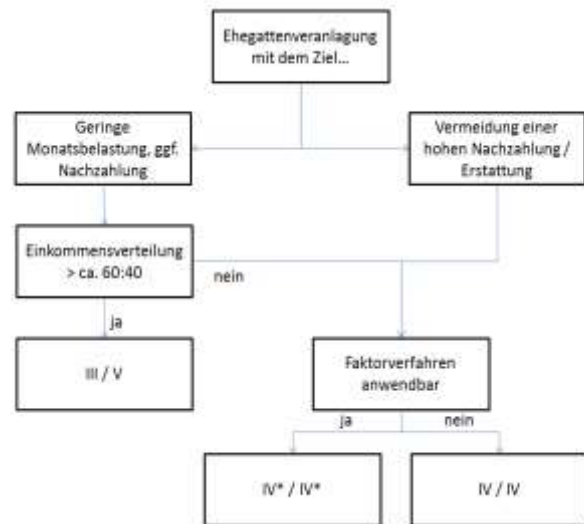 Ehegattenveranlagung
mit dem Ziel...
Geringe
Monatsbelastung, ggf.
Nachzahlung
Vermeidung einer
hohen Nachzahlung /
Erstattung
Einkommensverteilung
> ca. 60:40
nein
ja
III / V
Faktorverfahren
anwendbar
ja
nein
IV* / IV*
IV / IV